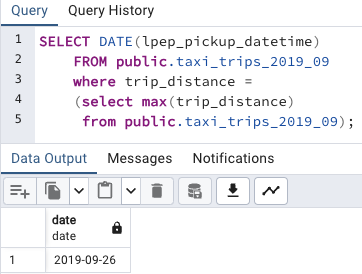 Query Query History
1 SELECT DATE(lpep_pickup_datetime)
2 FROM public.taxi_trips_2019_09
3 where trip_distance =
4 (select max(trip_distance)
5 from public.taxi_trips_2019_09);
Data Output Messages Notifications
date
date
1 2019-09-26